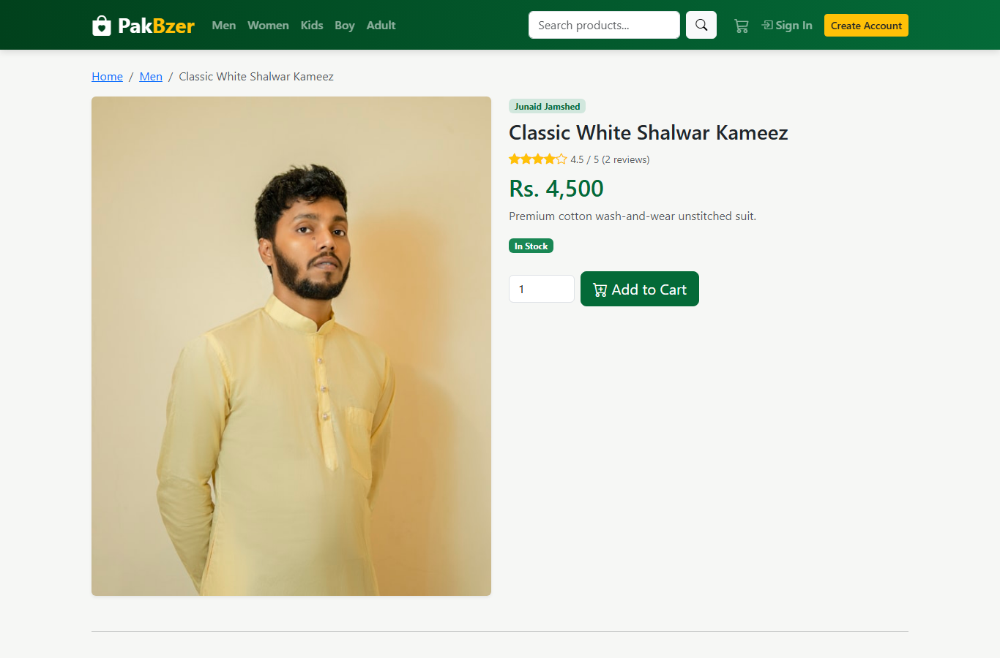 PakBzer Men Women Kids Boy Adult Search products... Sign In Create Account
Home / Men / Classic White Shalwar Kameez
Junaid Jamshed
Classic White Shalwar Kameez
4.5 / 5 (2 reviews)
Rs. 4,500
Premium cotton wash-and-wear unstitched suit.
In Stock
1 Add to Cart